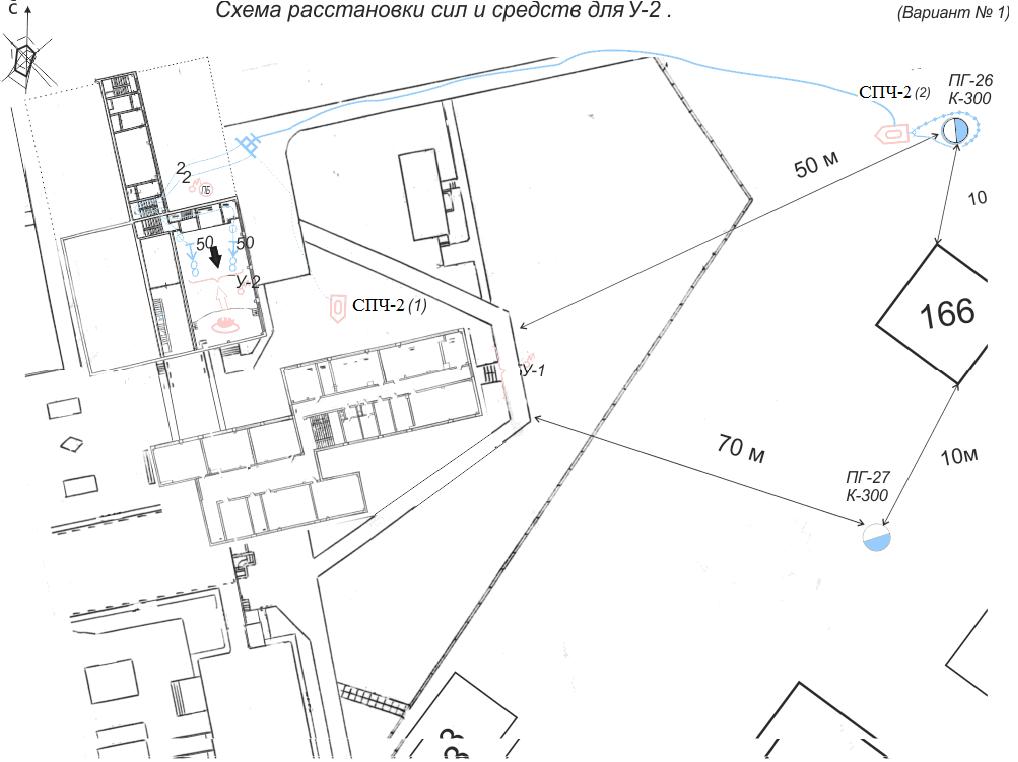 Схема расстановки сил и средств для У-2 .
(Вариант № 1)
С
СПЧ-2 (2)
ПГ-26
К-300
50 м
10
2
2
ПБ
50
50
У-2
СПЧ-2 (1)
166
У-1
70 м
10м
ПГ-27
К-300